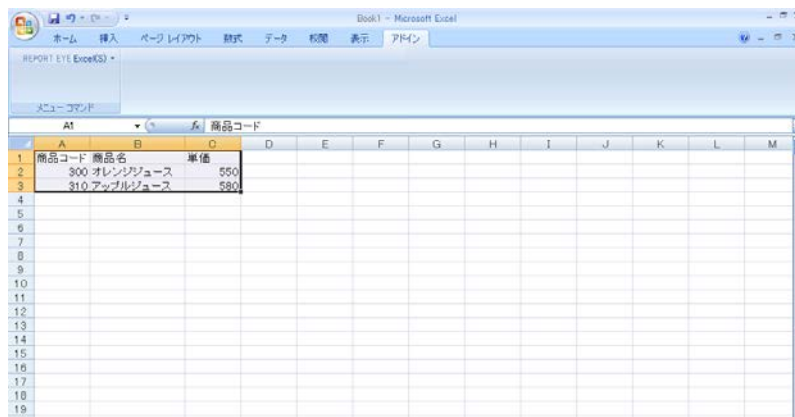 Book1 - Microsoft Excel
ホーム 挿入 ページ レイアウト 数式 データ 校閲 表示 アドイン
REPORT EYE Excel(S)
メニュー コマンド
A1 fx 商品コード
A B C D E F G H I J K L M
1 商品コード 商品名 単価
2 300 オレンジジュース 550
3 310 アップルジュース 580
4
5
6
7
8
9
10
11
12
13
14
15
16
17
18
19